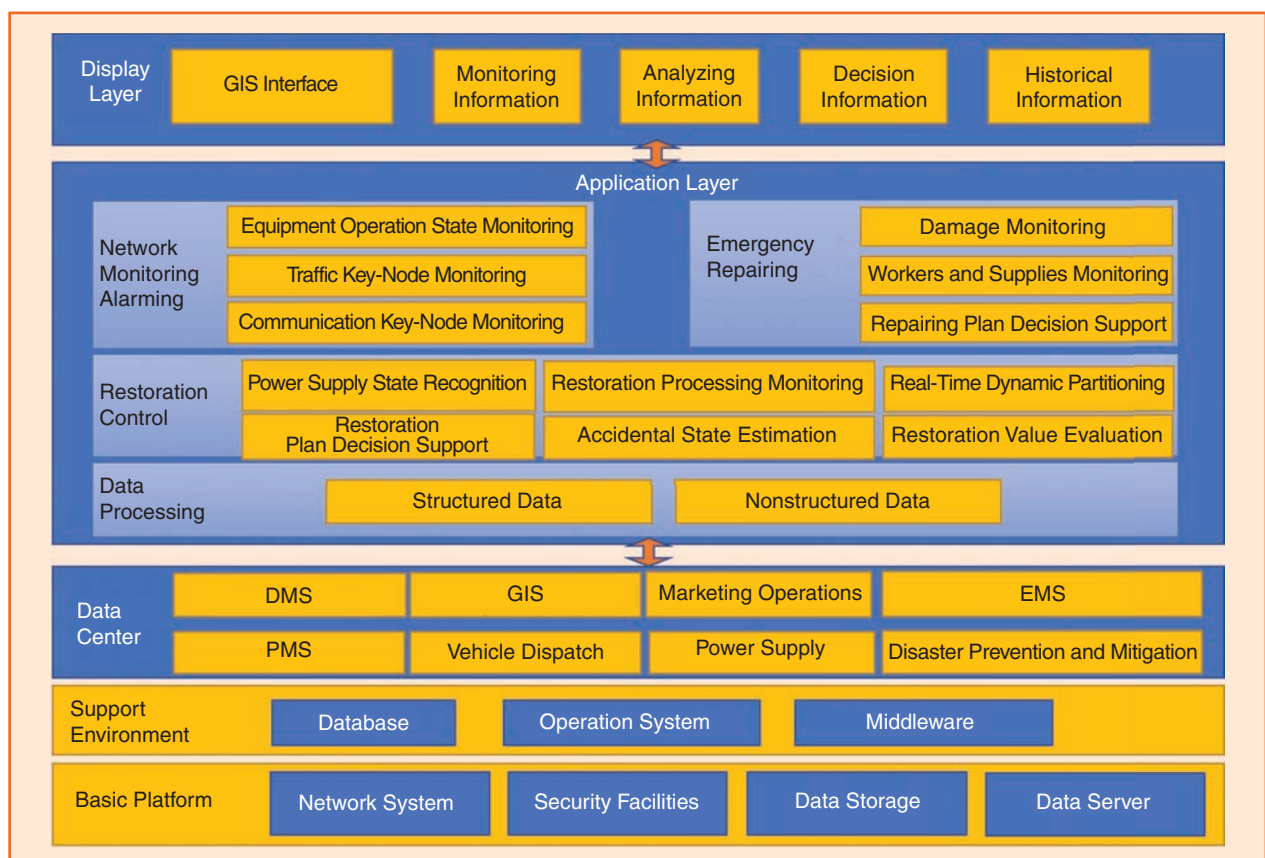 Display
Layer
GIS Interface
Monitoring
Information
Analyzing
Information
Decision
Information
Historical
Information
Application Layer
Network
Monitoring
Alarming
Equipment Operation State Monitoring
Traffic Key-Node Monitoring
Communication Key-Node Monitoring
Emergency
Repairing
Damage Monitoring
Workers and Supplies Monitoring
Repairing Plan Decision Support
Restoration
Control
Power Supply State Recognition
Restoration Processing Monitoring
Real-Time Dynamic Partitioning
Restoration
Plan Decision Support
Accidental State Estimation
Restoration Value Evaluation
Data
Processing
Structured Data
Nonstructured Data
Data
Center
DMS
GIS
Marketing Operations
EMS
PMS
Vehicle Dispatch
Power Supply
Disaster Prevention and Mitigation
Support
Environment
Database
Operation System
Middleware
Basic Platform
Network System
Security Facilities
Data Storage
Data Server